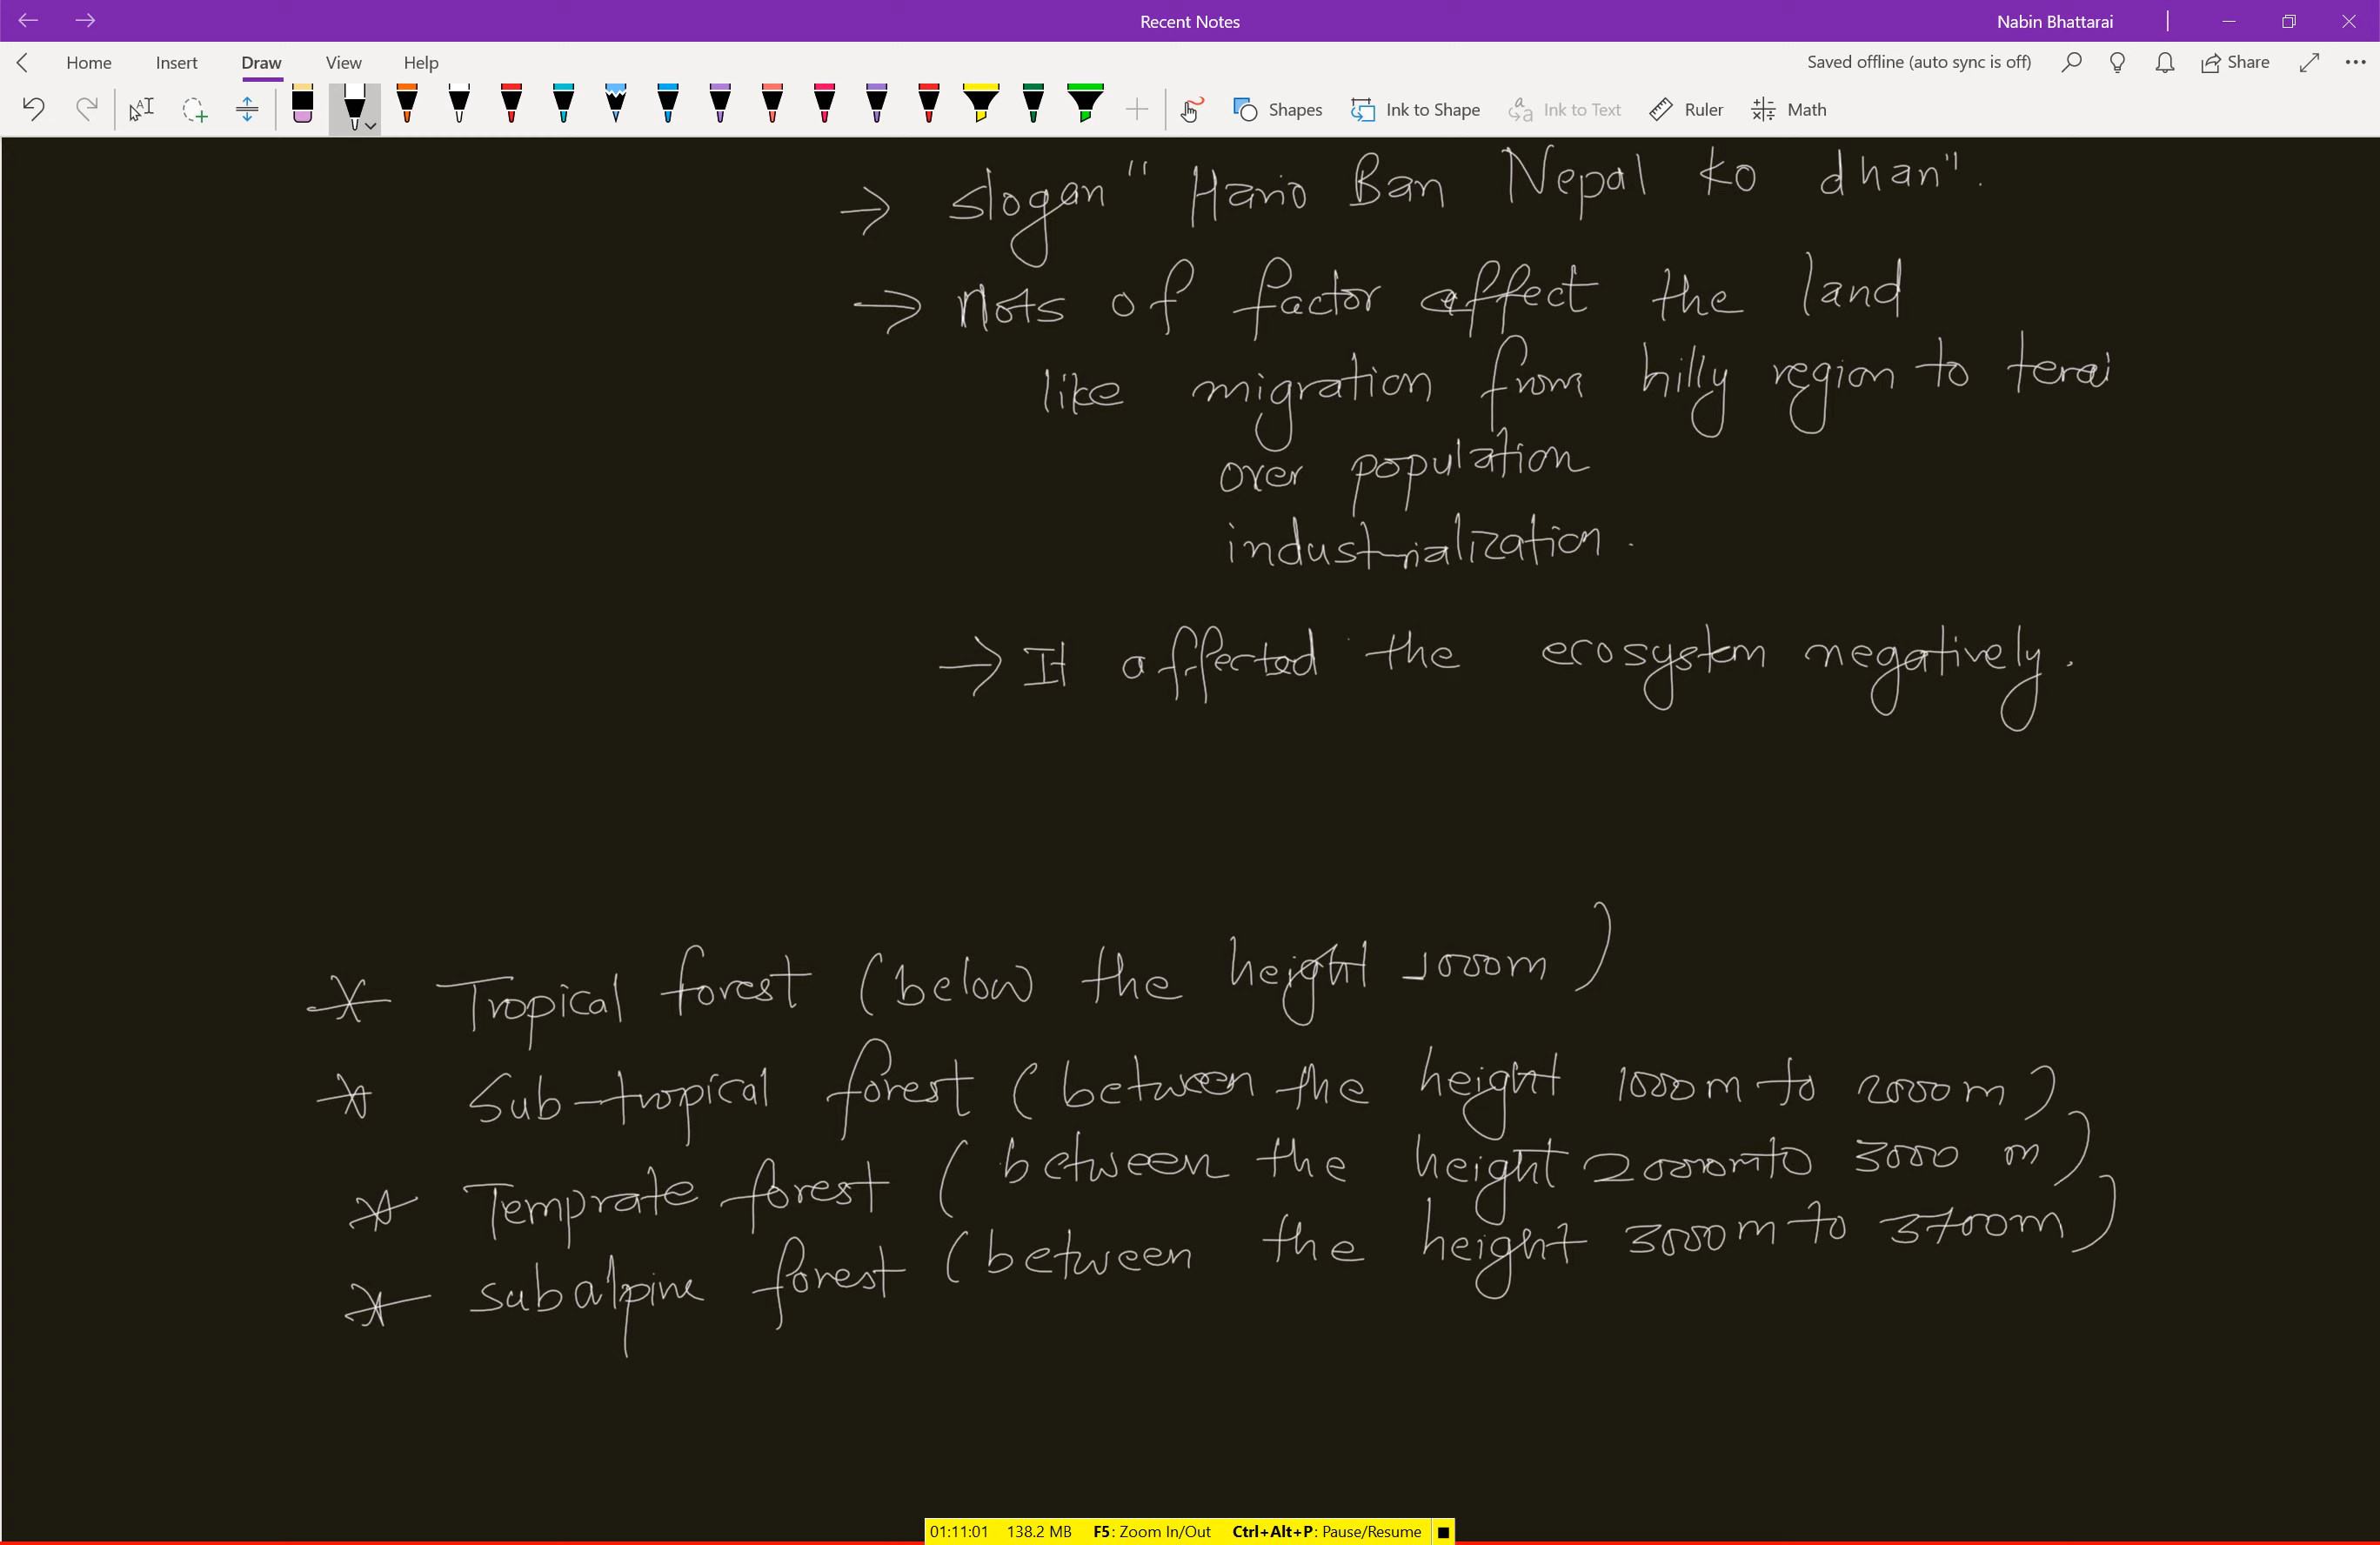 Recent Notes
Nabin Bhattarai
Home Insert Draw View Help
Saved offline (auto sync is off) Share
Shapes Ink to Shape Ink to Text Ruler Math
→ slogan " Hario Ban Nepal ko dhan".
→ of factor affect the land
like migration from hilly region to terai
over population
industrialization.
→ It affected the ecosystem negatively.
* Tropical forest (below the height 1000m)
* Sub-tropical forest (between the height 1000m to 2000m)
* Temprate forest (between the height 2000m to 3000 m)
* subalpine forest (between the height 3000m to 3700m)
01:11:01 138.2 MB F5: Zoom In/Out Ctrl+Alt+P: Pause/Resume